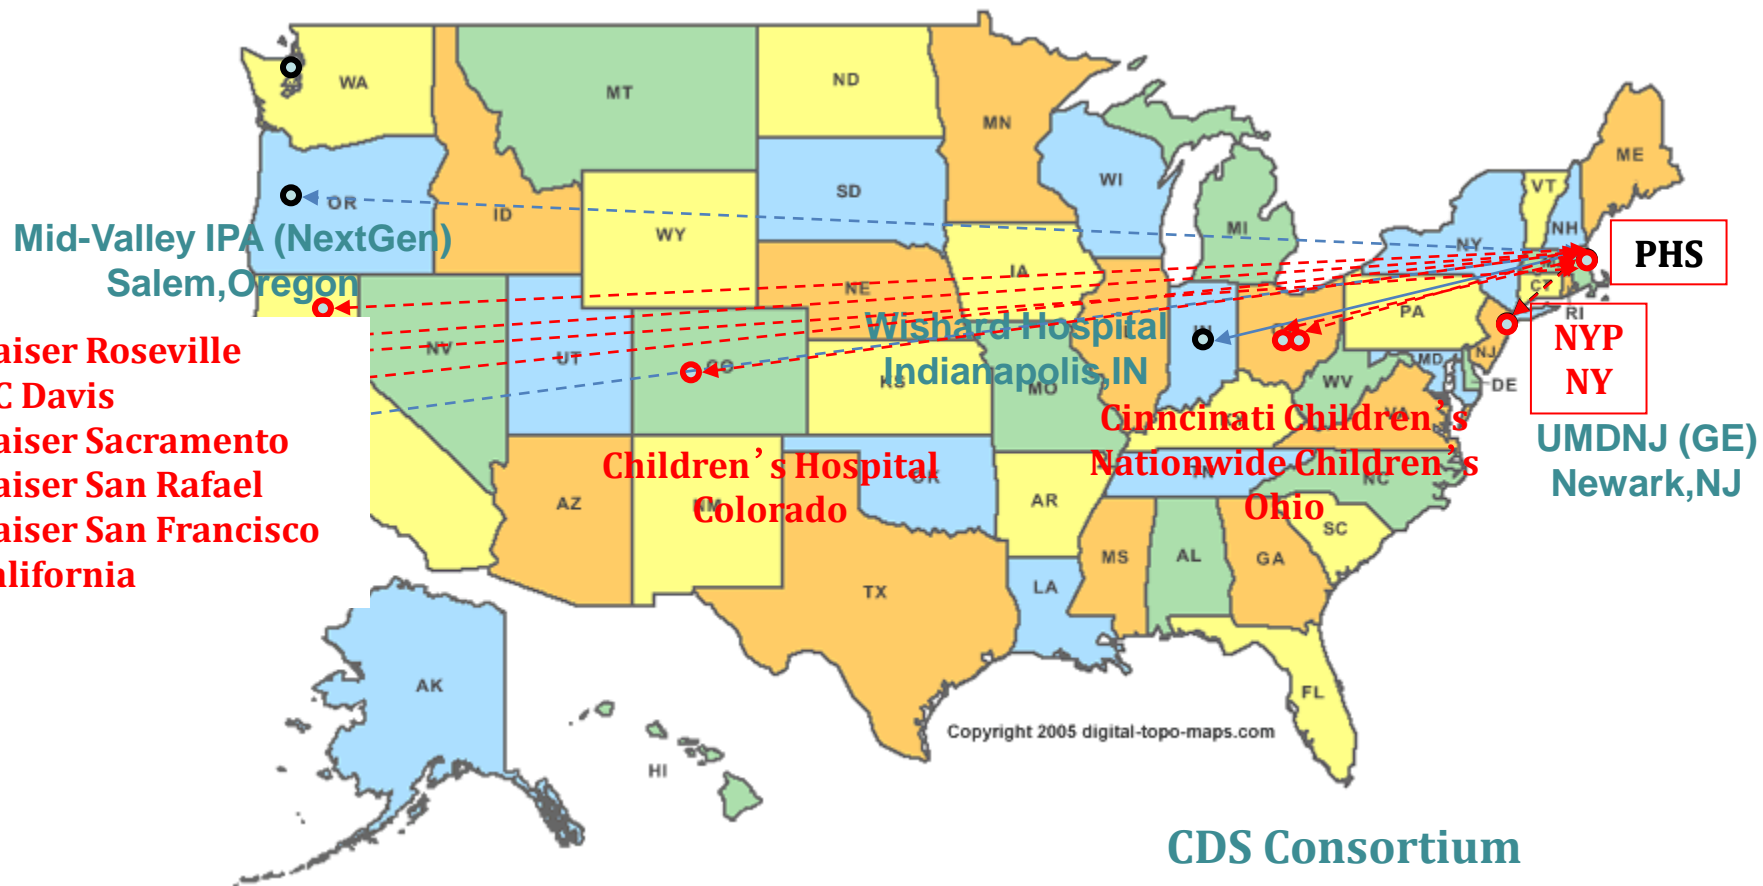 WA
MT
ND
MN
ME
VT
NH
OR
ID
SD
WI
MI
NY
WY
PHS
Mid-Valley IPA (NextGen)
Salem,Oregon
IA
NE
CT
RI
PA
NJ
NYP
NY
Wishard Hospital
Indianapolis,IN
NV
UT
CO
KS
MO
WV
MD
DE
VA
aiser Roseville
C Davis
aiser Sacramento
aiser San Rafael
aiser San Francisco
alifornia
Cinncinati Children’s
Nationwide Children’s
Ohio
UMDNJ (GE)
Newark,NJ
Children’s Hospital
Colorado
AZ
NM
OK
AR
TN
NC
SC
MS
AL
GA
LA
TX
FL
AK
HI
Copyright 2005 digital-topo-maps.com
CDS Consortium